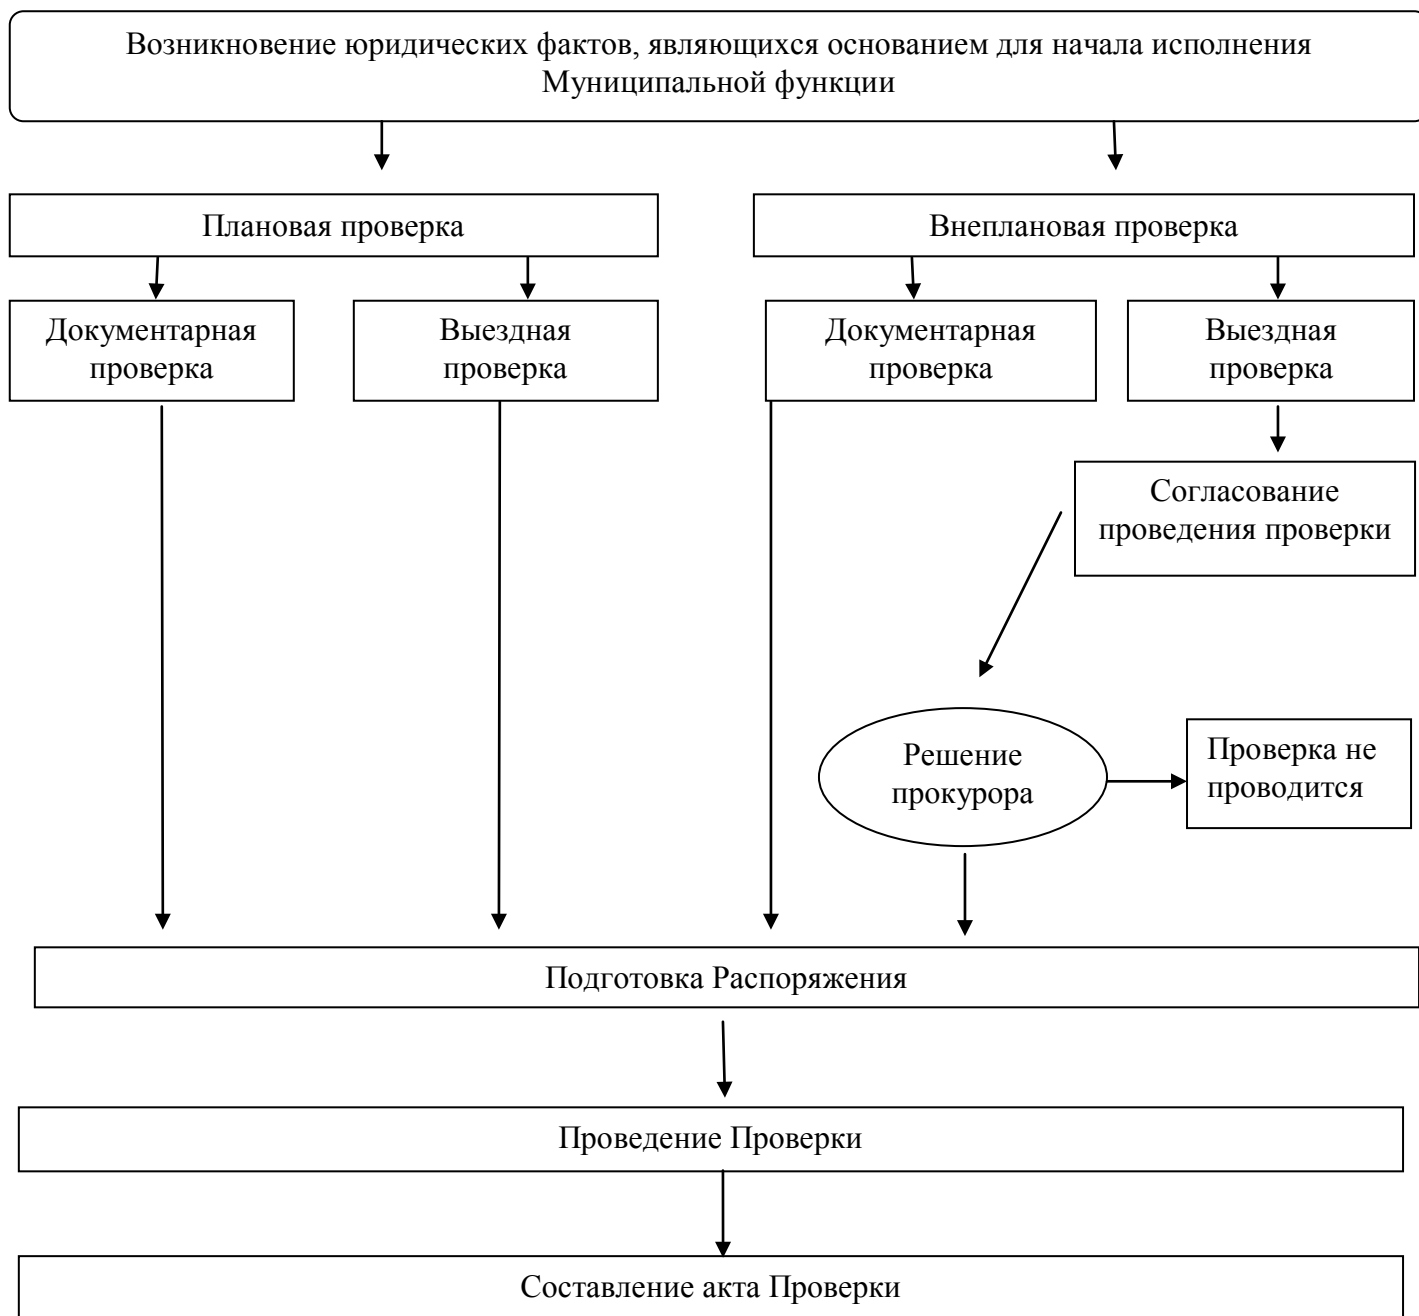 Возникновение юридических фактов, являющихся основанием для начала исполнения
Муниципальной функции
Плановая проверка
Внеплановая проверка
Документарная
проверка
Выездная
проверка
Документарная
проверка
Выездная
проверка
Согласование
проведения проверки
Решение
прокурора
Проверка не
проводится
Подготовка Распоряжения
Проведение Проверки
Составление акта Проверки